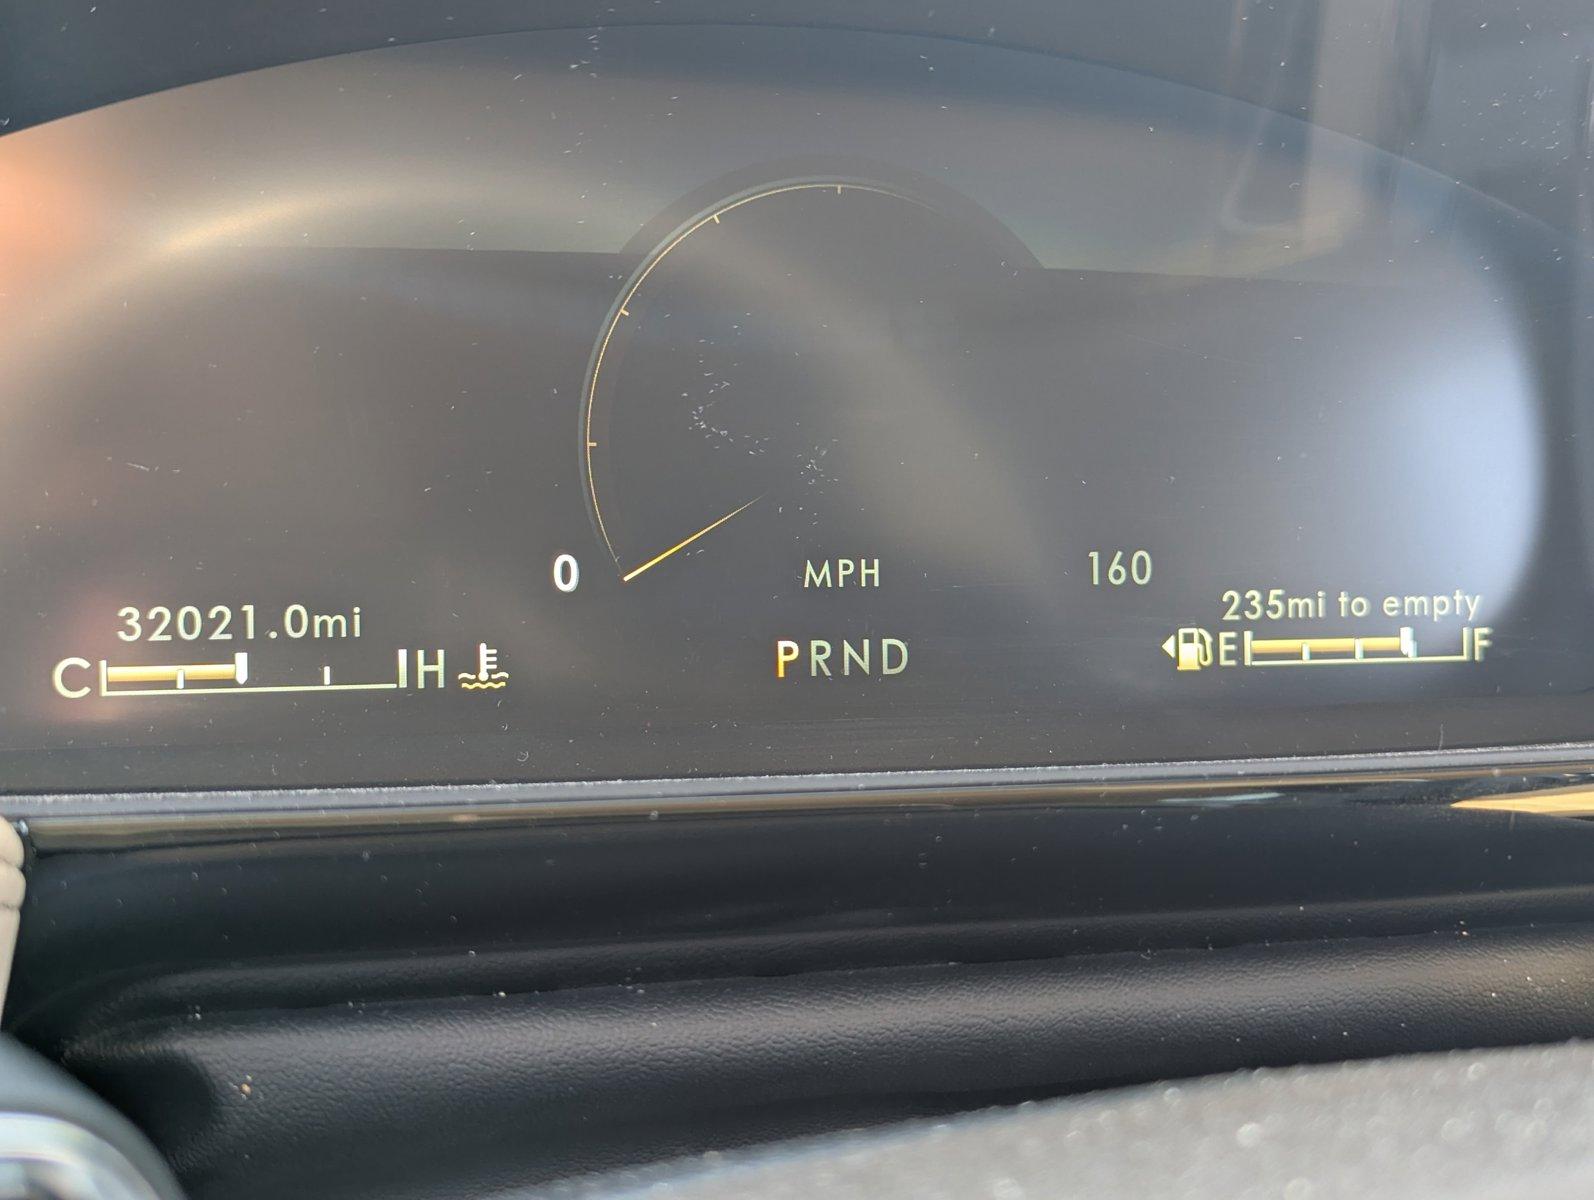 0 MPH 160
32021.0mi
235mi to empty
C H
PRND
E F